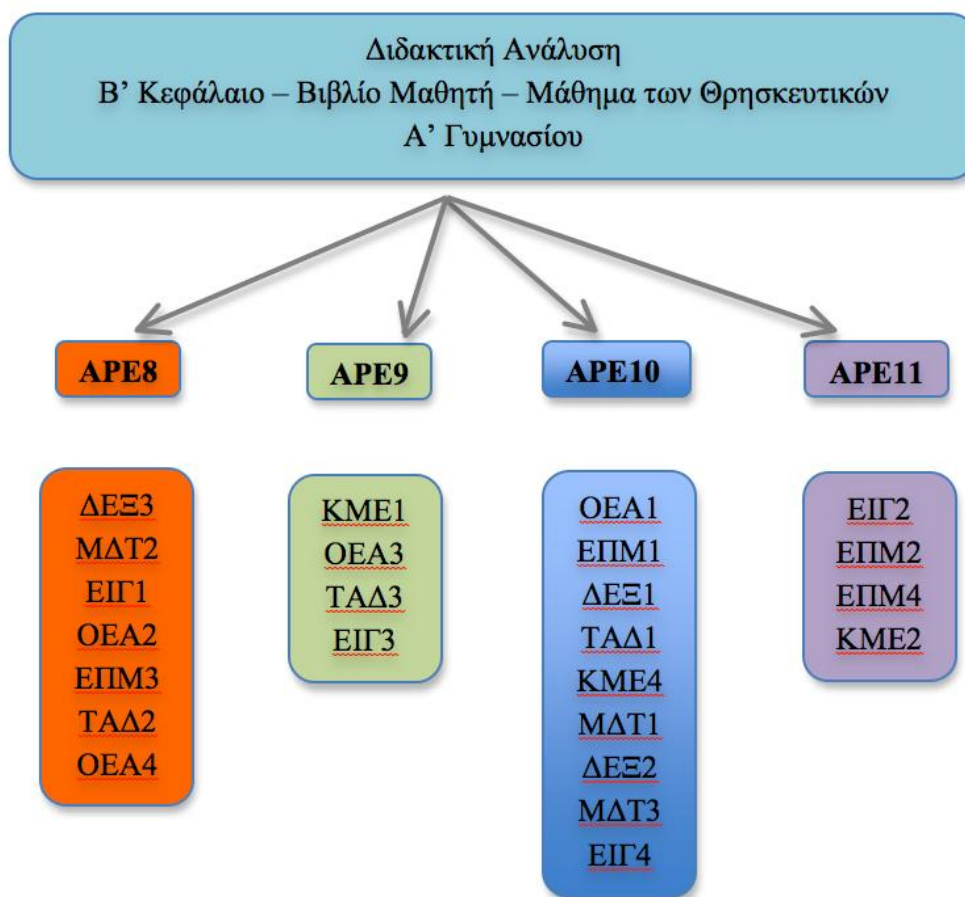 Διδακτική Ανάλυση
Β’ Κεφάλαιο – Βιβλίο Μαθητή – Μάθημα των Θρησκευτικών
Α’ Γυμνασίου
ΑΡΕ8
ΑΡΕ9
ΑΡΕ10
ΑΡΕ11
ΔΕΞ3
ΜΔΤ2
ΕΙΓ1
ΟΕΑ2
ΕΠΜ3
ΤΑΔ2
ΟΕΑ4
ΚΜΕ1
ΟΕΑ3
ΤΑΔ3
ΕΙΓ3
ΟΕΑ1
ΕΠΜ1
ΔΕΞ1
ΤΑΔ1
ΚΜΕ4
ΜΔΤ1
ΔΕΞ2
ΜΔΤ3
ΕΙΓ4
ΕΙΓ2
ΕΠΜ2
ΕΠΜ4
ΚΜΕ2